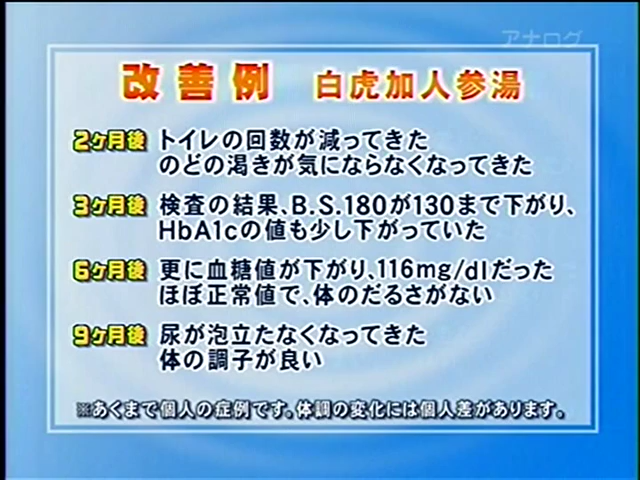 アナログ
改善例 白虎加人参湯
2ケ月後 トイレの回数が減ってきた
のどの渇きが気にならなくなってきた
3ケ月後 検査の結果、B.S.180が130まで下がり、
HbA1cの値も少し下がっていた
6ケ月後 更に血糖値が下がり、116mg/dlだった
ほぼ正常値で、体のだるさがない
9ケ月後 尿が泡立たなくなってきた
体の調子が良い
※あくまで個人の症例です。体調の変化には個人差があります。